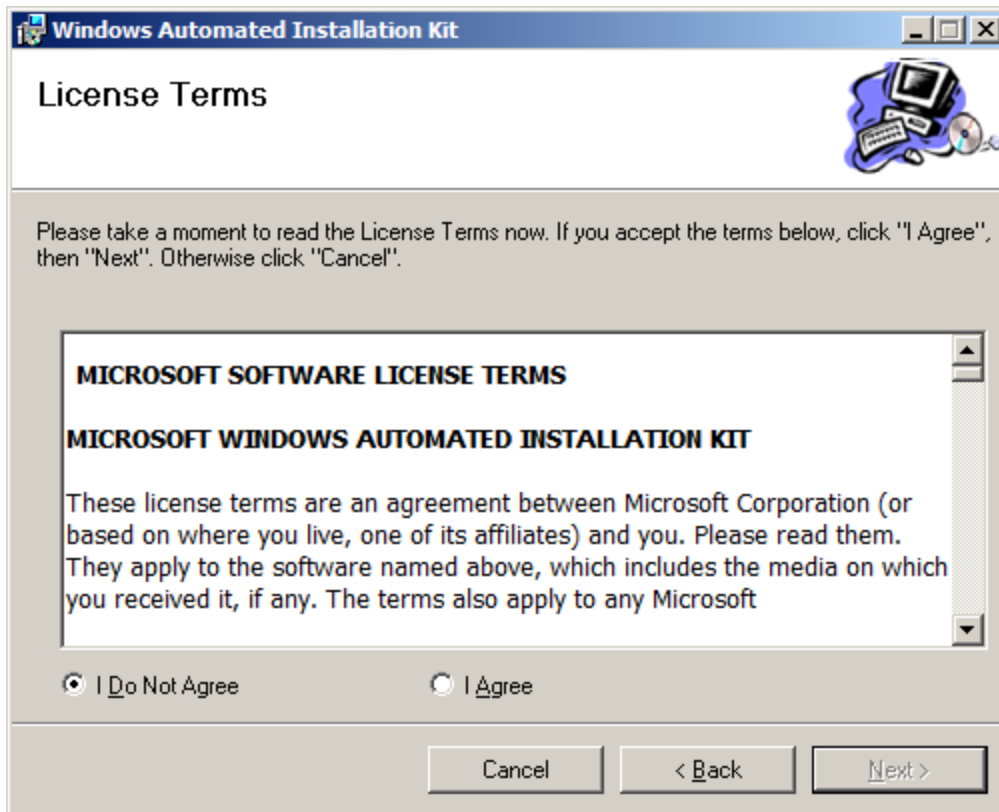 Windows Automated Installation Kit
License Terms
Please take a moment to read the License Terms now. If you accept the terms below, click "I Agree",
then "Next". Otherwise click "Cancel".
MICROSOFT SOFTWARE LICENSE TERMS
MICROSOFT WINDOWS AUTOMATED INSTALLATION KIT
These license terms are an agreement between Microsoft Corporation (or
based on where you live, one of its affiliates) and you. Please read them.
They apply to the software named above, which includes the media on which
you received it, if any. The terms also apply to any Microsoft
I Do Not Agree
I Agree
Cancel
< Back
Next >